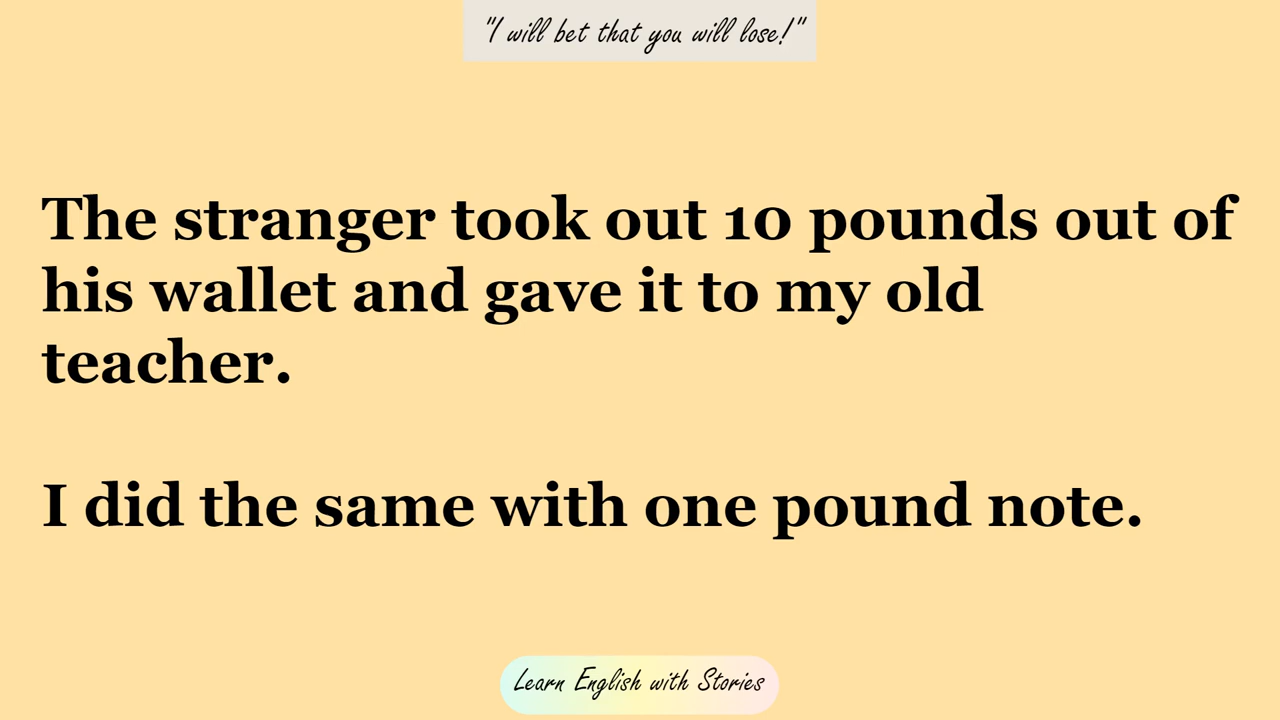 "I will bet that you will lose!"
The stranger took out 10 pounds out of
his wallet and gave it to my old
teacher.
I did the same with one pound note.
Learn English with Stories